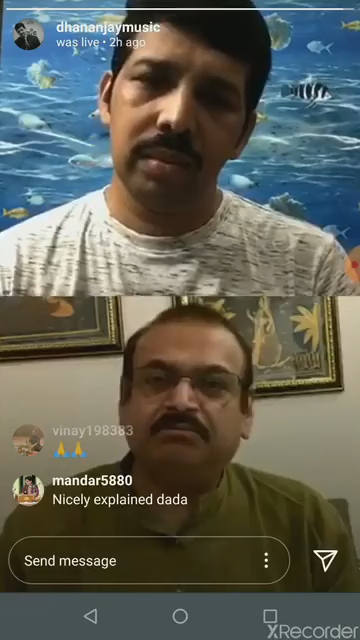 dhananjaymusic
was live • 2h ago
vinay198383
🙏🙏
mandar5880
Nicely explained dada
Send message
XRecorder